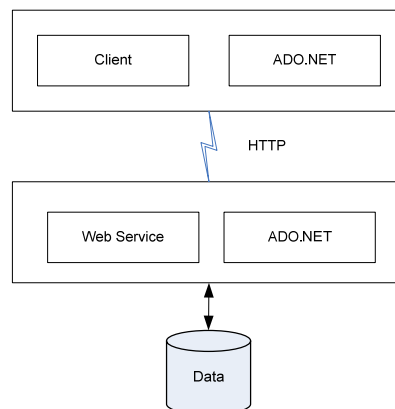 Client
ADO.NET
HTTP
Web Service
ADO.NET
Data